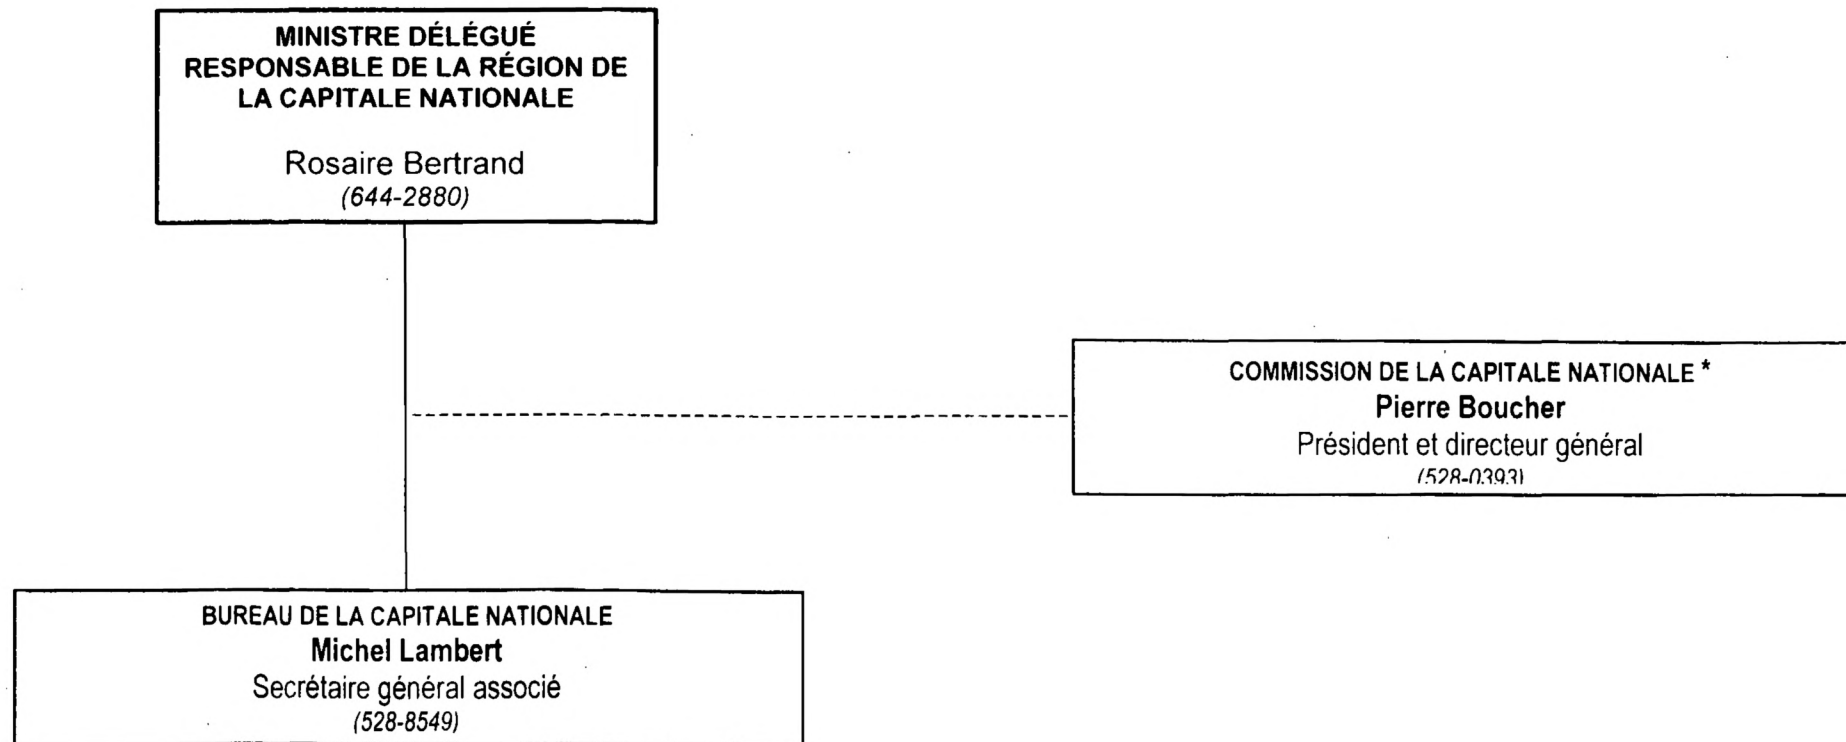 MINISTRE DÉLÉGUÉ
RESPONSABLE DE LA RÉGION DE
LA CAPITALE NATIONALE
Rosaire Bertrand
(644-2880)
COMMISSION DE LA CAPITALE NATIONALE *
Pierre Boucher
Président et directeur général
(528-0393)
BUREAU DE LA CAPITALE NATIONALE
Michel Lambert
Secrétaire général associé
(528-8549)